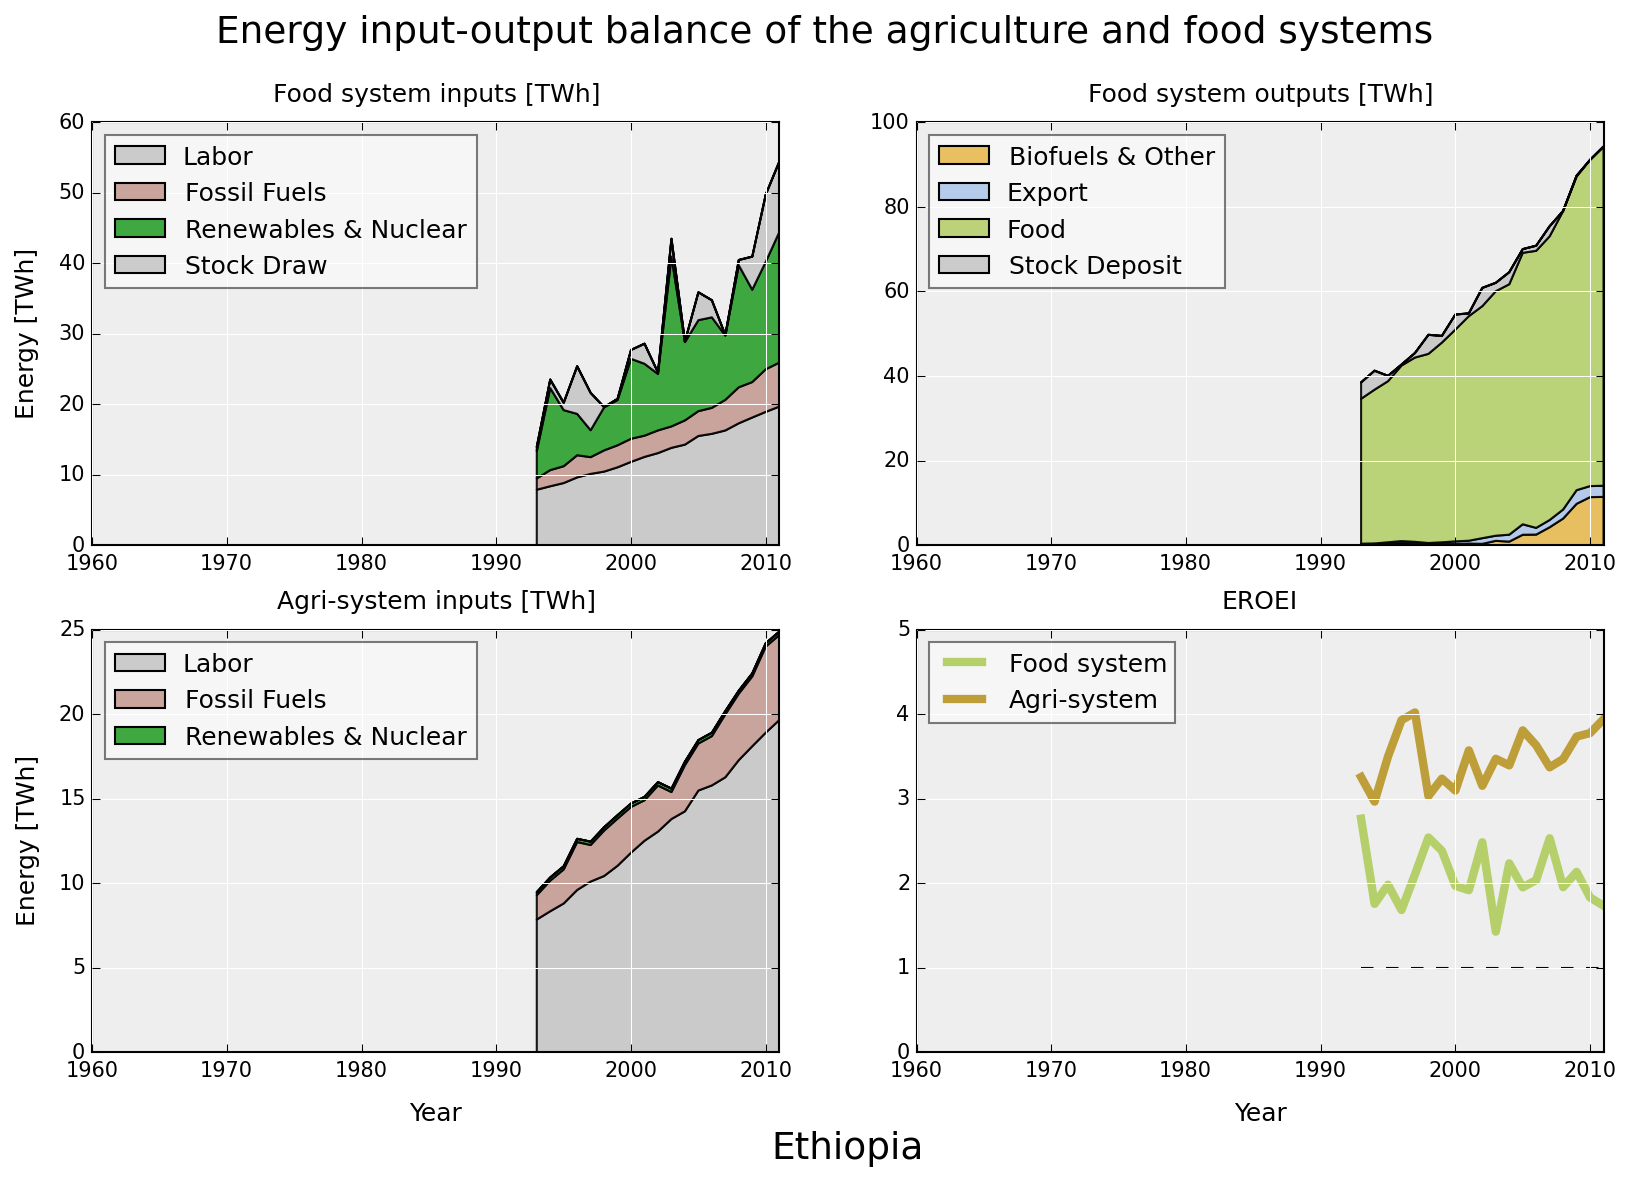 Energy input-output balance of the agriculture and food systems
Food system inputs [TWh]
Energy [TWh]
60
50
40
30
20
10
0
Labor
Fossil Fuels
Renewables & Nuclear
Stock Draw
1960 1970 1980 1990 2000 2010
Food system outputs [TWh]
100
80
60
40
20
0
Biofuels & Other
Export
Food
Stock Deposit
1960 1970 1980 1990 2000 2010
Agri-system inputs [TWh]
Energy [TWh]
25
20
15
10
5
0
Labor
Fossil Fuels
Renewables & Nuclear
1960 1970 1980 1990 2000 2010
Year
EROEI
5
4
3
2
1
0
Food system
Agri-system
1960 1970 1980 1990 2000 2010
Year
Ethiopia